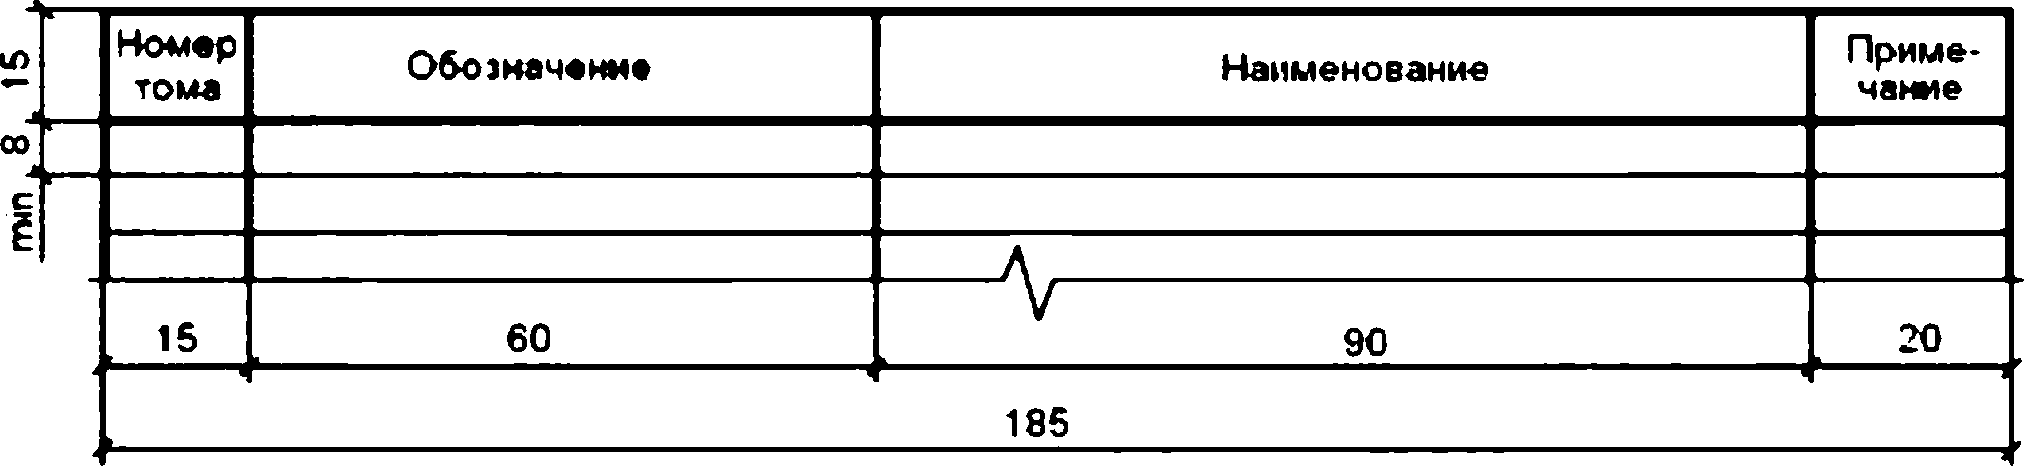 Номер
тома
Обозначение
Наименование
Приме-
чание
15
8
min
15
60
90
20
185